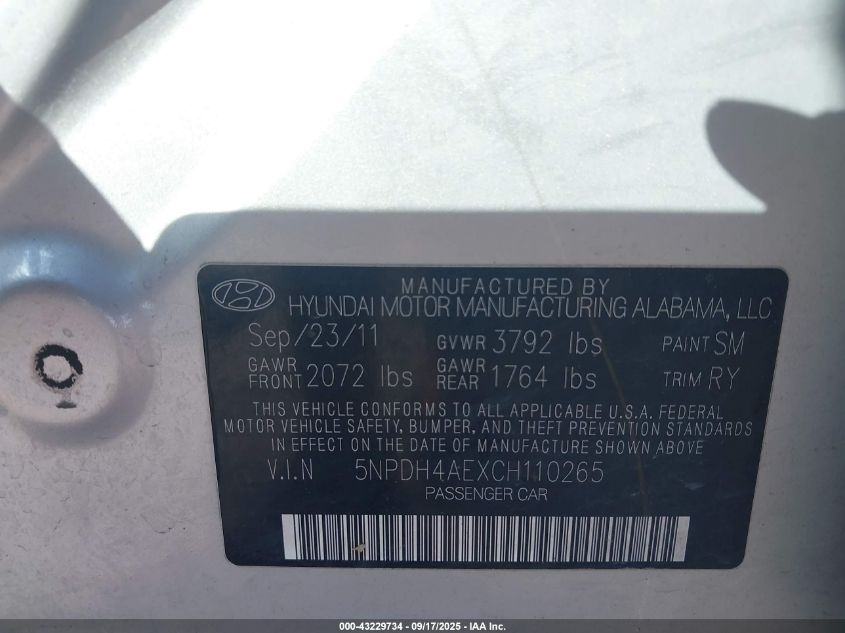 MANUFACTURED BY
HYUNDAI MOTOR MANUFACTURING ALABAMA, LLC
Sep/23/11 GVWR 3792 lbs PAINT SM
GAWR FRONT 2072 lbs GAWR REAR 1764 lbs TRIM RY
THIS VEHICLE CONFORMS TO ALL APPLICABLE U.S.A. FEDERAL
MOTOR VEHICLE SAFETY, BUMPER, AND THEFT PREVENTION STANDARDS
IN EFFECT ON THE DATE OF MANUFACTURE SHOWN ABOVE
V.I.N 5NPDH4AEXCH110265
PASSENGER CAR
000-43229734 - 09/17/2025 - IAA Inc.